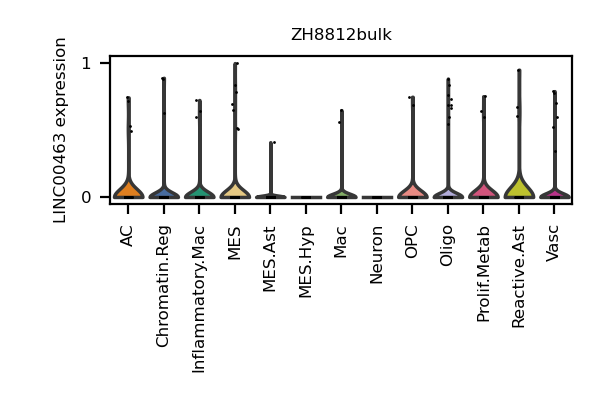 ZH8812bulk
LINC00463 expression
1
0
AC
Chromatin.Reg
Inflammatory.Mac
MES
MES.Ast
MES.Hyp
Mac
Neuron
OPC
Oligo
Prolif.Metab
Reactive.Ast
Vasc